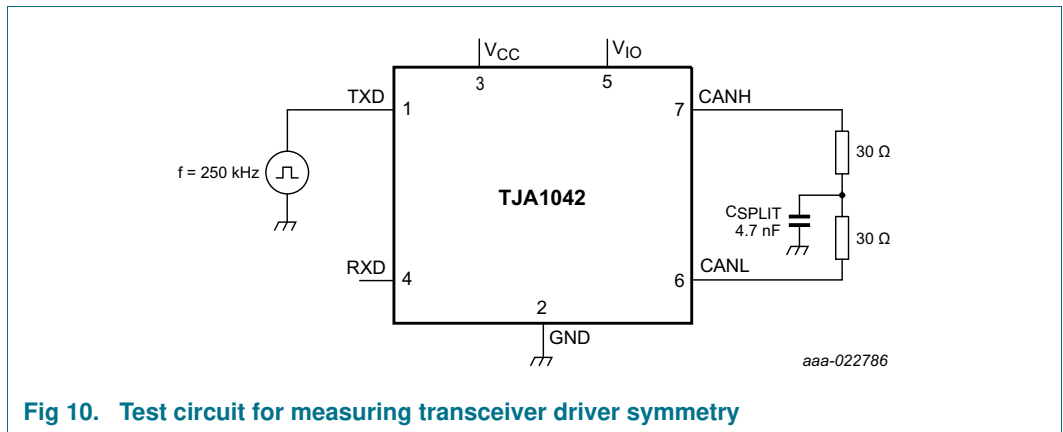 VCC
VIO
3
5
TXD
1
7
CANH
f = 250 kHz
30 Ω
TJA1042
CSPLIT
4.7 nF
30 Ω
RXD
4
6
CANL
2
GND
aaa-022786
Fig 10. Test circuit for measuring transceiver driver symmetry